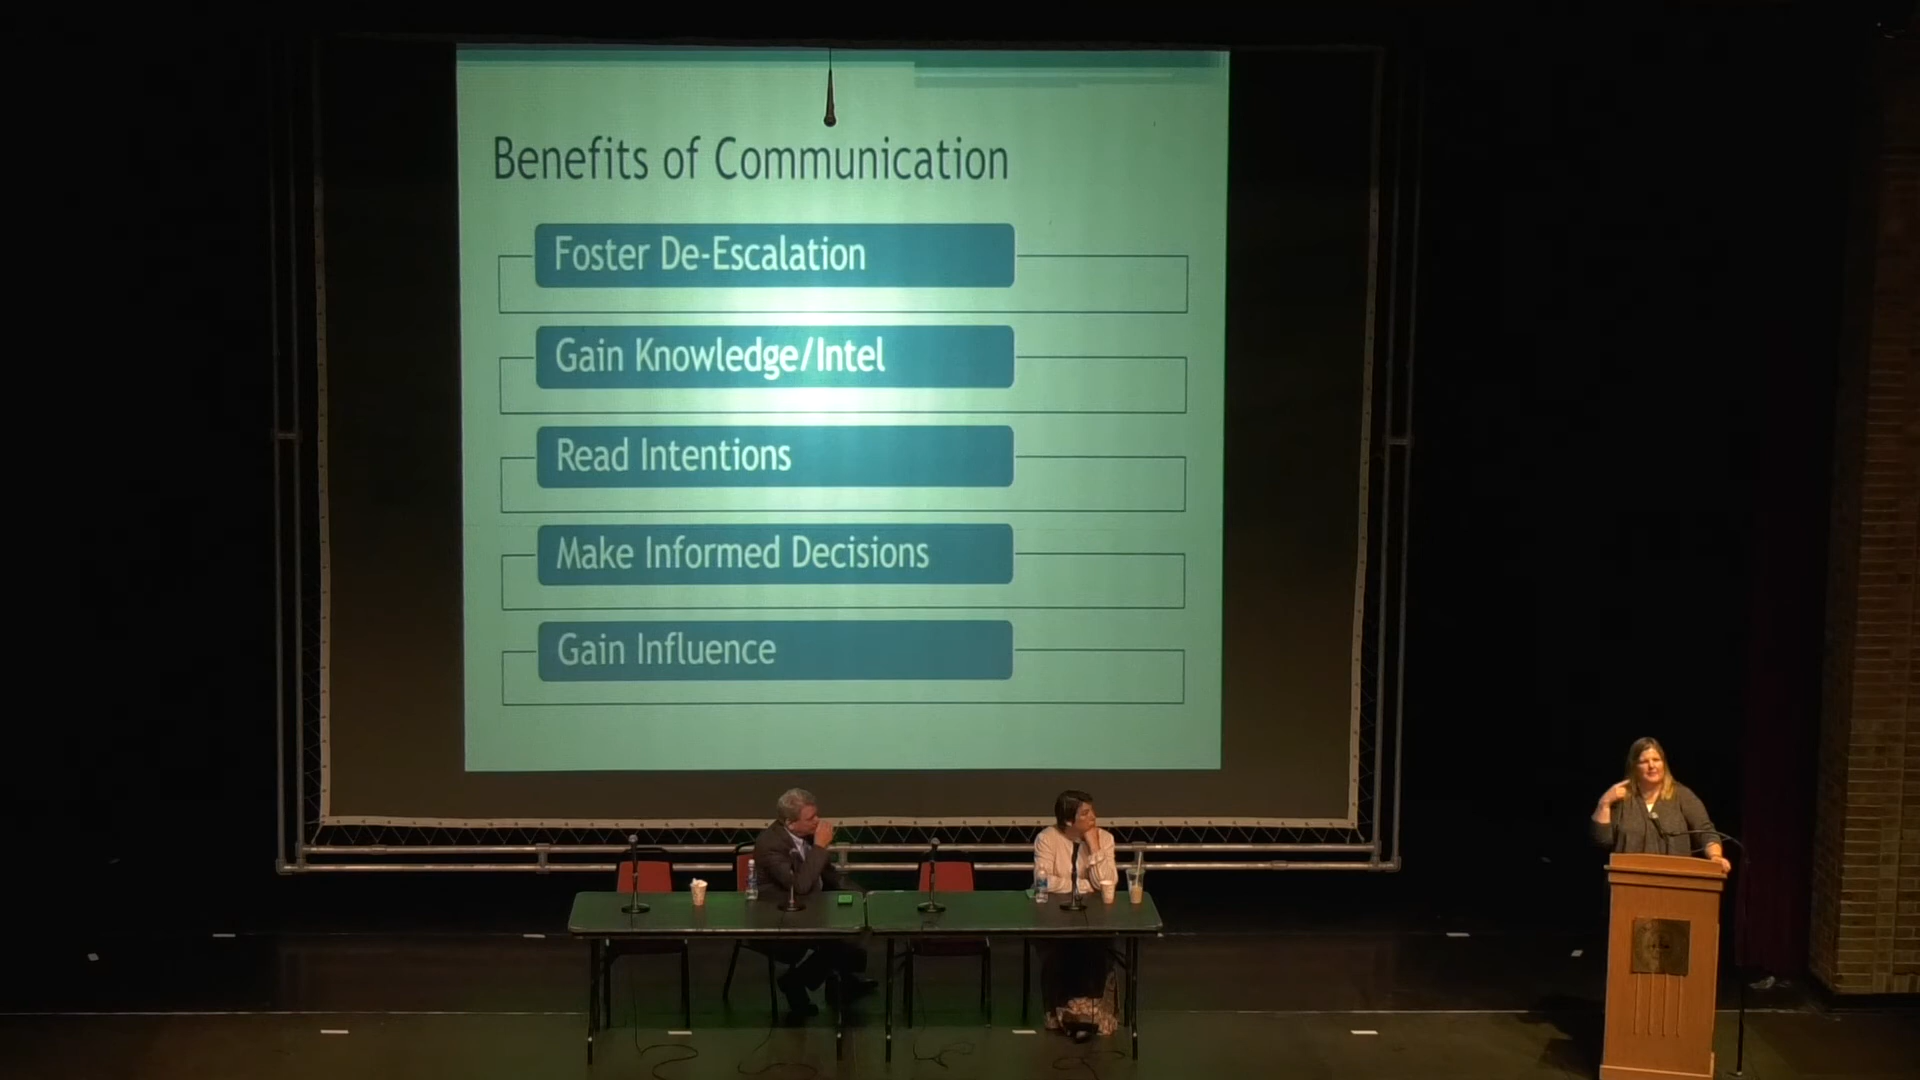 Benefits of Communication
Foster De-Escalation
Gain Knowledge/Intel
Read Intentions
Make Informed Decisions
Gain Influence